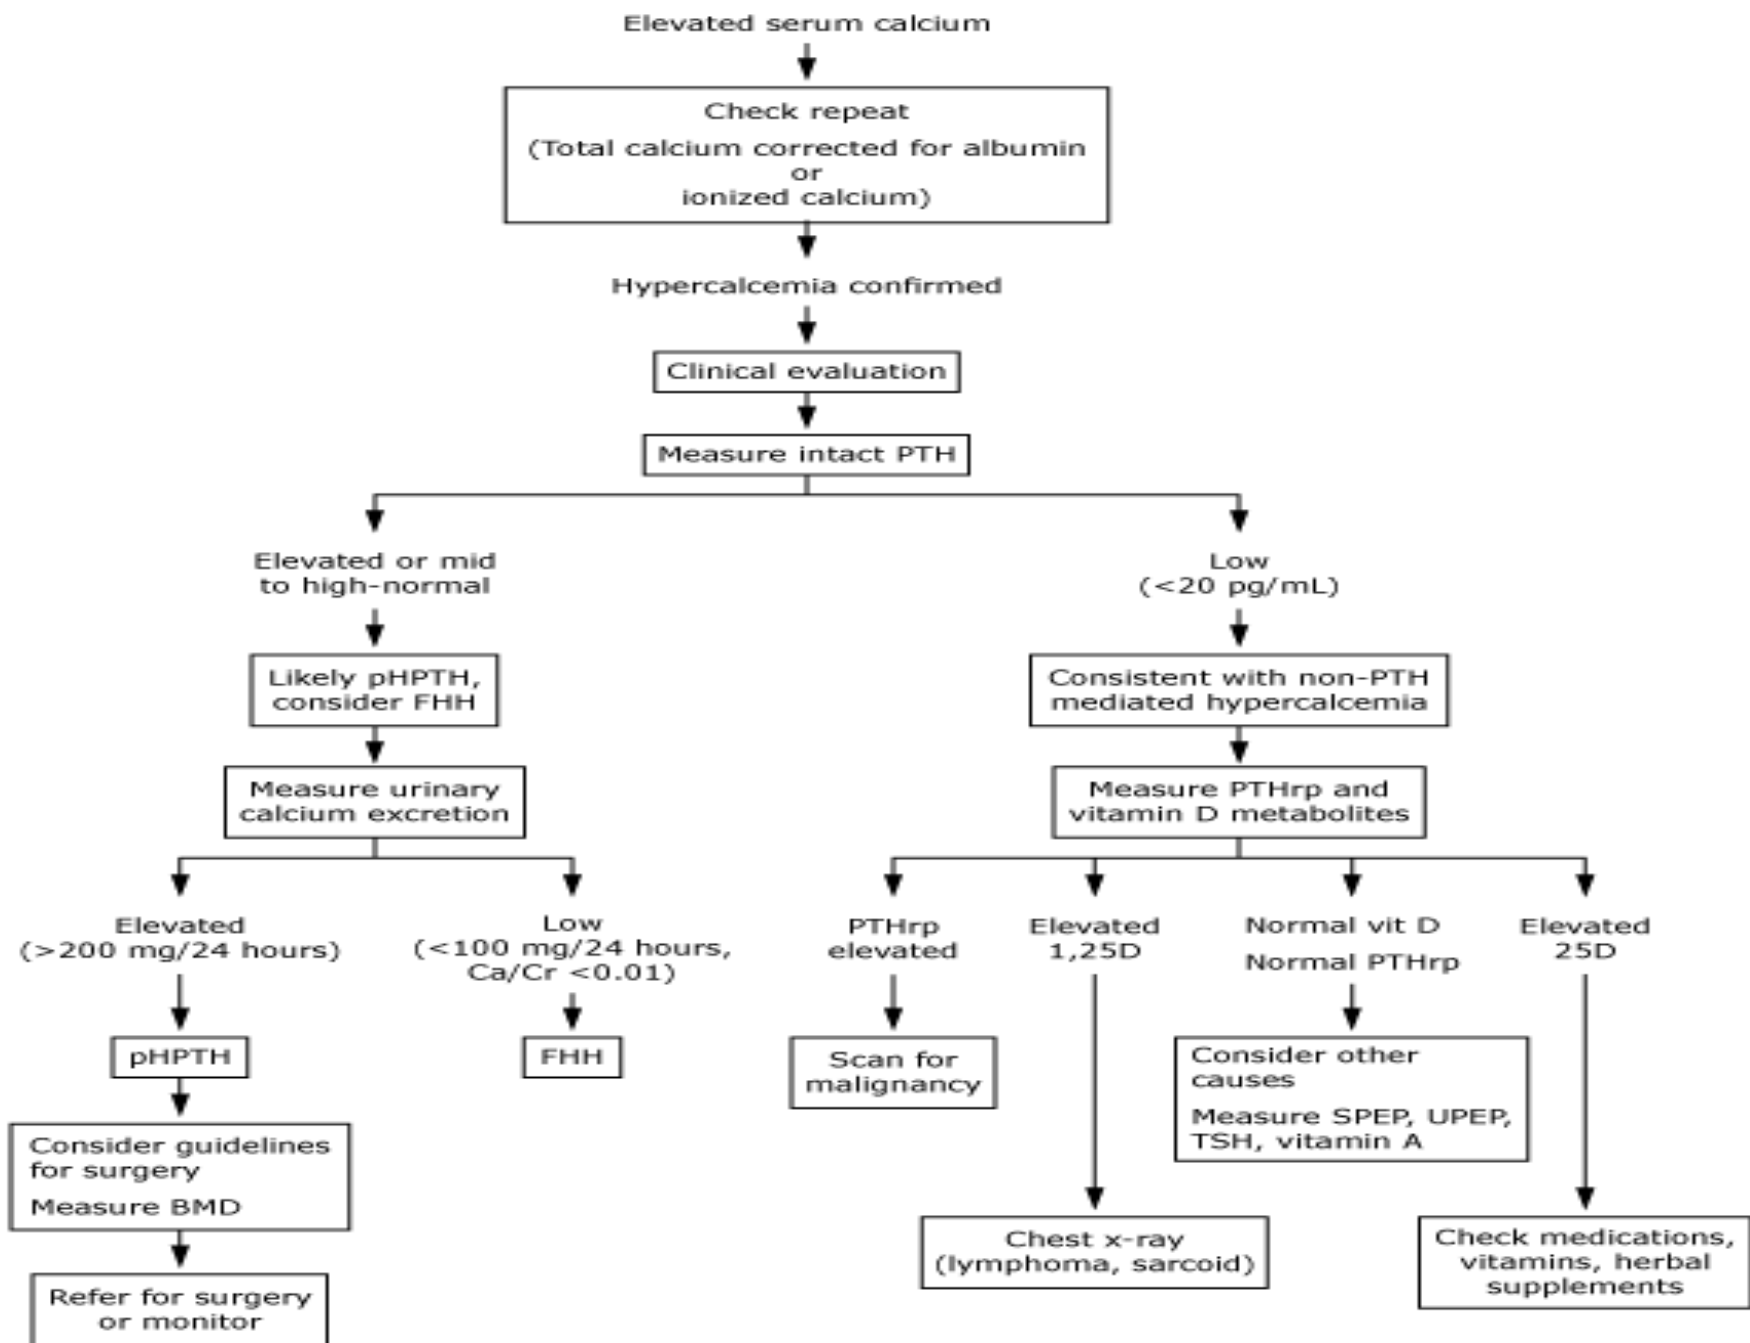 Elevated serum calcium
Check repeat
(Total calcium corrected for albumin
or
ionized calcium)
Hypercalcemia confirmed
Clinical evaluation
Measure intact PTH
Elevated or mid
to high-normal
Low
(<20 pg/mL)
Likely pHPTH,
consider FHH
Consistent with non-PTH
mediated hypercalcemia
Measure urinary
calcium excretion
Measure PTHrp and
vitamin D metabolites
Elevated
(>200 mg/24 hours)
Low
(<100 mg/24 hours,
Ca/Cr <0.01)
PTHrp
elevated
Elevated
1,25D
Normal vit D
Normal PTHrp
Elevated
25D
pHPTH
FHH
Scan for
malignancy
Consider other
causes
Measure SPEP, UPEP,
TSH, vitamin A
Consider guidelines
for surgery
Measure BMD
Chest x-ray
(lymphoma, sarcoid)
Check medications,
vitamins, herbal
supplements
Refer for surgery
or monitor